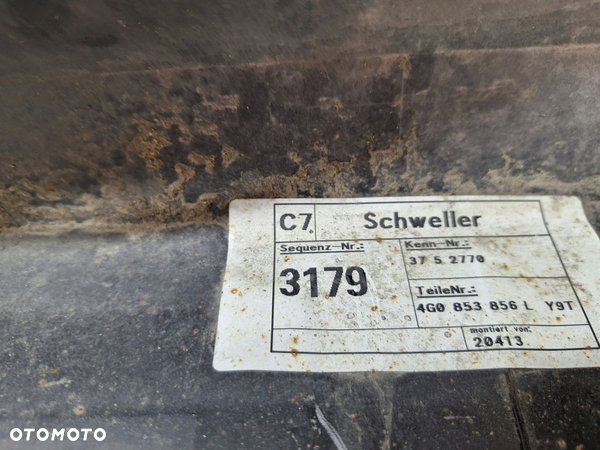 C7 Schweller
Sequenz-Nr.: Kenn-Nr.:
3179 37 5 2770
TeileNr.:
4G0 853 856 L Y9T
montiert von:
20413
OTOMOTO